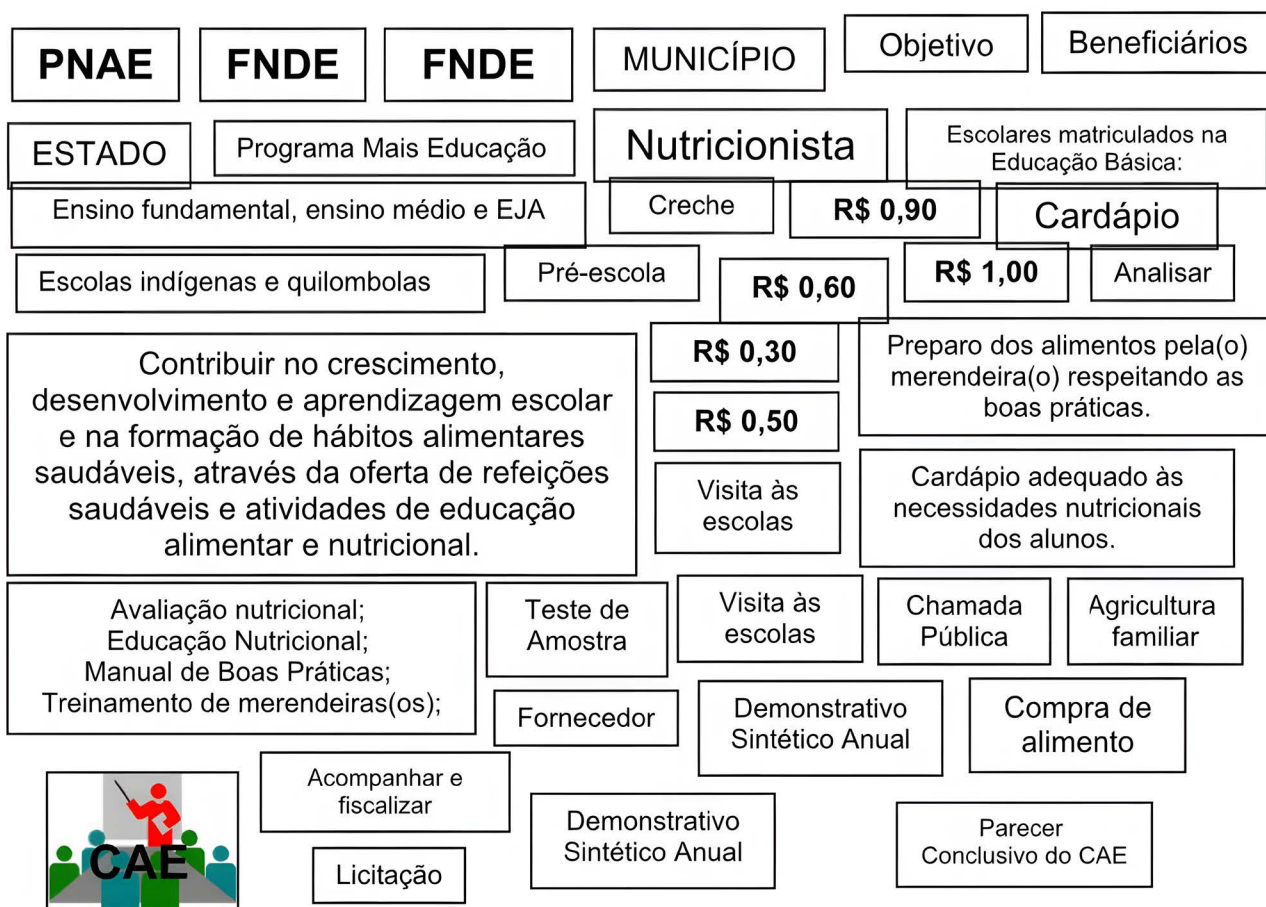 PNAE
FNDE
FNDE
MUNICÍPIO
Objetivo
Beneficiários
ESTADO
Programa Mais Educação
Nutricionista
Escolares matriculados na
Educação Básica:
Ensino fundamental, ensino médio e EJA
Creche
R$ 0,90
Cardápio
Escolas indígenas e quilombolas
Pré-escola
R$ 0,60
R$ 1,00
Analisar
Contribuir no crescimento,
desenvolvimento e aprendizagem escolar
e na formação de hábitos alimentares
saudáveis, através da oferta de refeições
saudáveis e atividades de educação
alimentar e nutricional.
R$ 0,30
R$ 0,50
Preparo dos alimentos pela(o)
merendeira(o) respeitando as
boas práticas.
Visita às
escolas
Cardápio adequado às
necessidades nutricionais
dos alunos.
Avaliação nutricional;
Educação Nutricional;
Manual de Boas Práticas;
Treinamento de merendeiras(os);
Teste de
Amostra
Visita às
escolas
Chamada
Pública
Agricultura
familiar
Fornecedor
Demonstrativo
Sintético Anual
Compra de
alimento
CAE
Acompanhar e
fiscalizar
Licitação
Demonstrativo
Sintético Anual
Parecer
Conclusivo do CAE